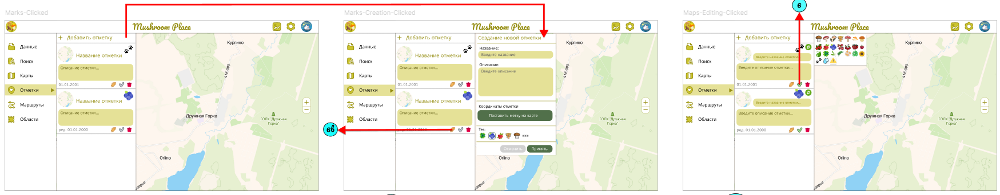 Marks-Clicked
Mushroom Place
Данные
Поиск
Карты
Отметки
Маршруты
Области
+ Добавить отметку
Название отметки
Описание отметки...
01.01.2001
Название отметки
Описание отметки...
ред. 01.01.2000
Кургино
41К-099
Дружная Горка
ГОЛХ "Дружная
Горка"
Orlino
+
−
Marks-Creation-Clicked
Mushroom Place
Данные
Поиск
Карты
Отметки
Маршруты
Области
+ Добавить отметку
Название отметки
Описание отметки...
01.01.2001
Название отметки
Описание отметки...
ред. 01.01.2000
6в
Создание новой отметки
Название:
Введите название
Описание:
Введите описание
Координаты отметки
Поставить метку на карте
Тег:
Отменить
Принять
Кургино
41К-099
ГОЛХ "Дружная
Горка"
Orlino
+
−
Maps-Editing-Clicked
6
Mushroom Place
Данные
Поиск
Карты
Отметки
Маршруты
Области
+ Добавить отметку
Введите название отметки...
Введите описание отметки...
01.01.2001
Введите название отметки...
Введите описание отметки...
ред. 01.01.2000
Кургино
41К-099
Дружная Горка
ГОЛХ "Дружная
Горка"
Orlino
+
−